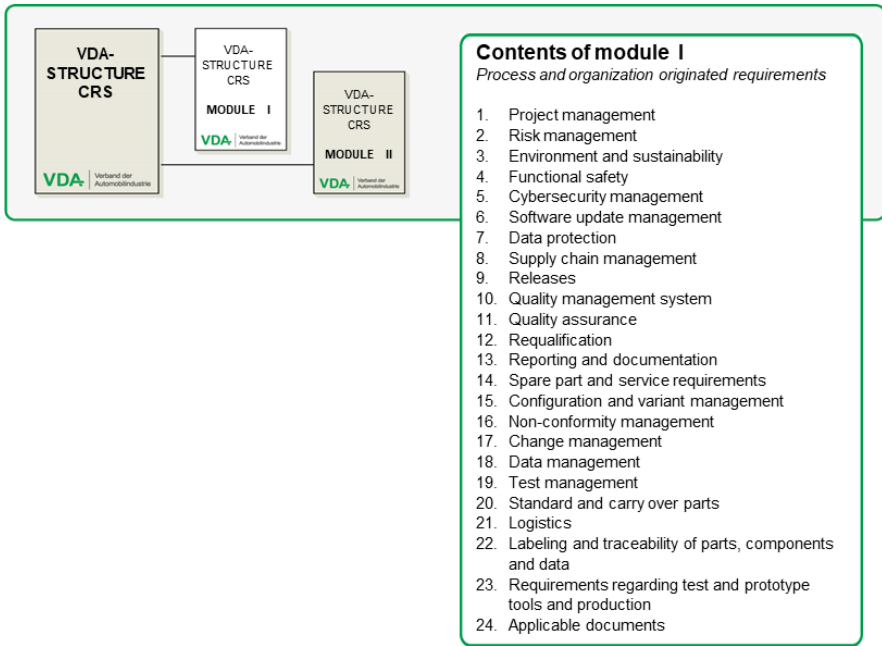 VDA-
STRUCTURE
CRS
VDA Verband der
Automobilindustrie
VDA-
STRUCTURE
CRS
MODULE I
VDA Verband der
Automobilindustrie
VDA-
STRUCTURE
CRS
MODULE II
VDA Verband der
Automobilindustrie
Contents of module I
Process and organization originated requirements
1. Project management
2. Risk management
3. Environment and sustainability
4. Functional safety
5. Cybersecurity management
6. Software update management
7. Data protection
8. Supply chain management
9. Releases
10. Quality management system
11. Quality assurance
12. Requalification
13. Reporting and documentation
14. Spare part and service requirements
15. Configuration and variant management
16. Non-conformity management
17. Change management
18. Data management
19. Test management
20. Standard and carry over parts
21. Logistics
22. Labeling and traceability of parts, components
and data
23. Requirements regarding test and prototype
tools and production
24. Applicable documents